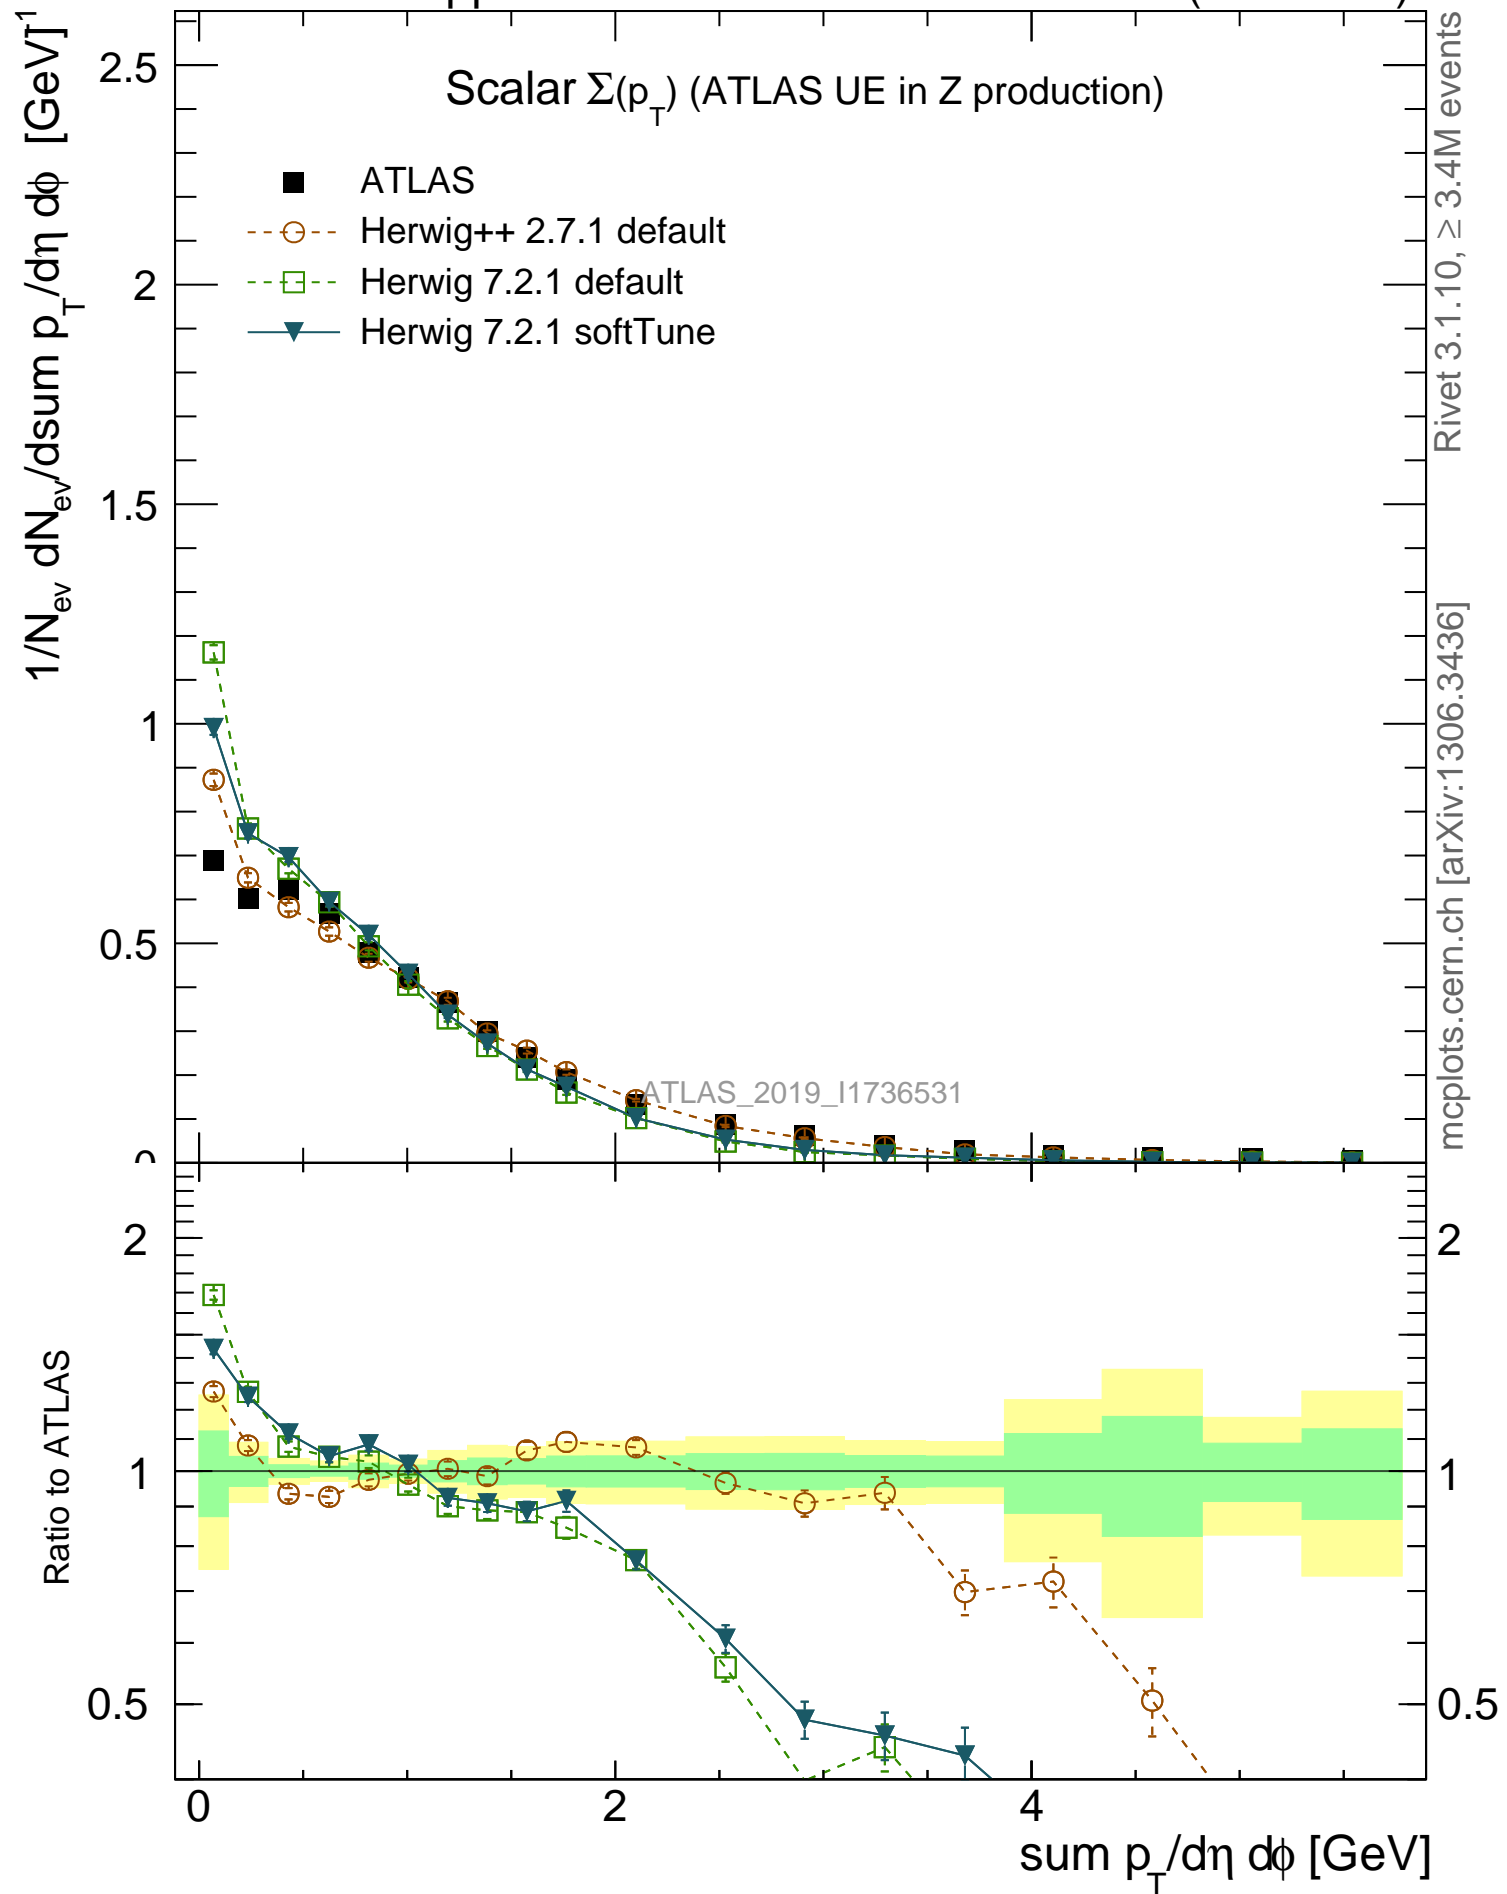 Scalar Σ(p_T) (ATLAS UE in Z production)
ATLAS
Herwig++ 2.7.1 default
Herwig 7.2.1 default
Herwig 7.2.1 softTune
1/N_ev dN_ev/dsum p_T/dη dϕ [GeV]^-1
2.5
2
1.5
1
0.5
0
ATLAS_2019_I1736531
Rivet 3.1.10, ≥ 3.4M events
mcplots.cern.ch [arXiv:1306.3436]
Ratio to ATLAS
2
1
0.5
2
1
0.5
0
2
4
sum p_T/dη dϕ [GeV]